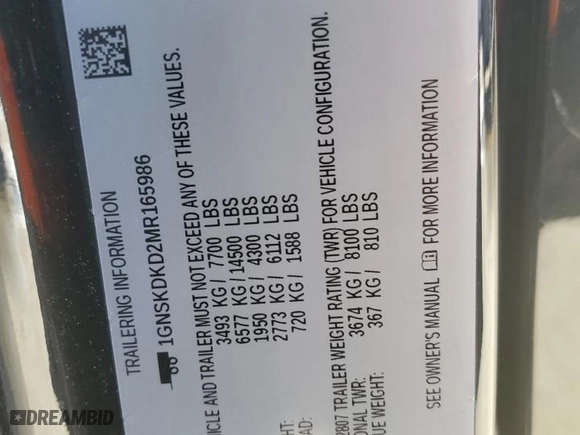 TRAILERING INFORMATION
1GNSKDKD2MR165986
HICLE AND TRAILER MUST NOT EXCEED ANY OF THESE VALUES.
3493 KG / 7700 LBS
6577 KG / 14500 LBS
1950 KG / 4300 LBS
2773 KG / 6112 LBS
720 KG / 1588 LBS
HT:
AD:
2807 TRAILER WEIGHT RATING (TWR) FOR VEHICLE CONFIGURATION.
ONAL TWR: 3674 KG / 8100 LBS
UE WEIGHT: 367 KG / 810 LBS
SEE OWNER'S MANUAL FOR MORE INFORMATION
DREAMBID